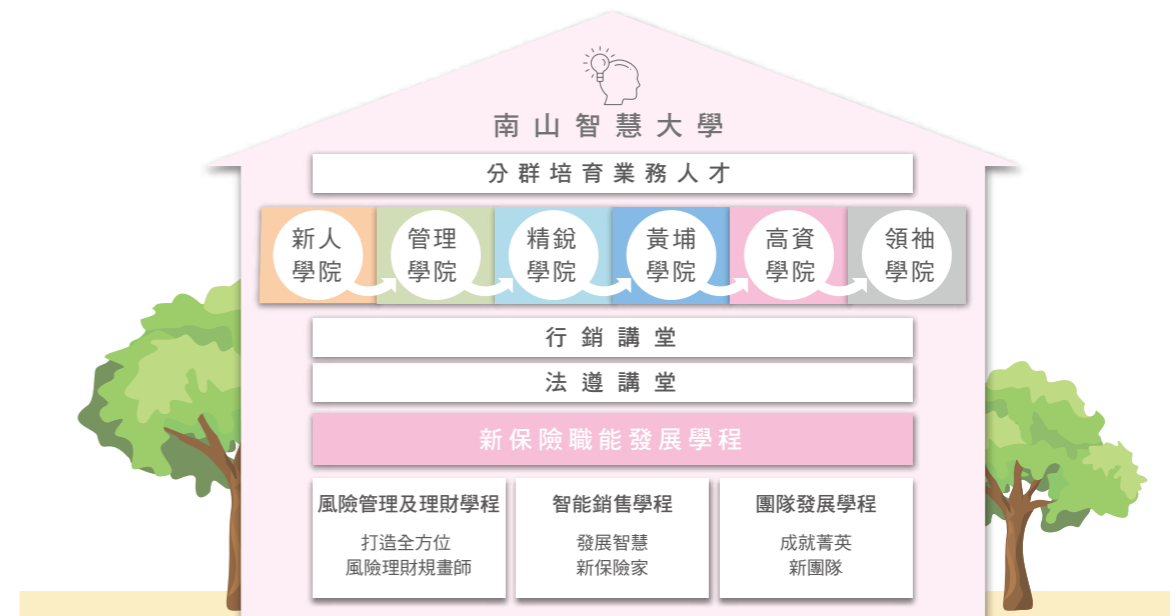 南山智慧大學
分群培育業務人才
新人
學院
管理
學院
精銳
學院
黃埔
學院
高資
學院
領袖
學院
行銷講堂
法遵講堂
新保險職能發展學程
風險管理及理財學程
打造全方位
風險理財規畫師
智能銷售學程
發展智慧
新保險家
團隊發展學程
成就菁英
新團隊